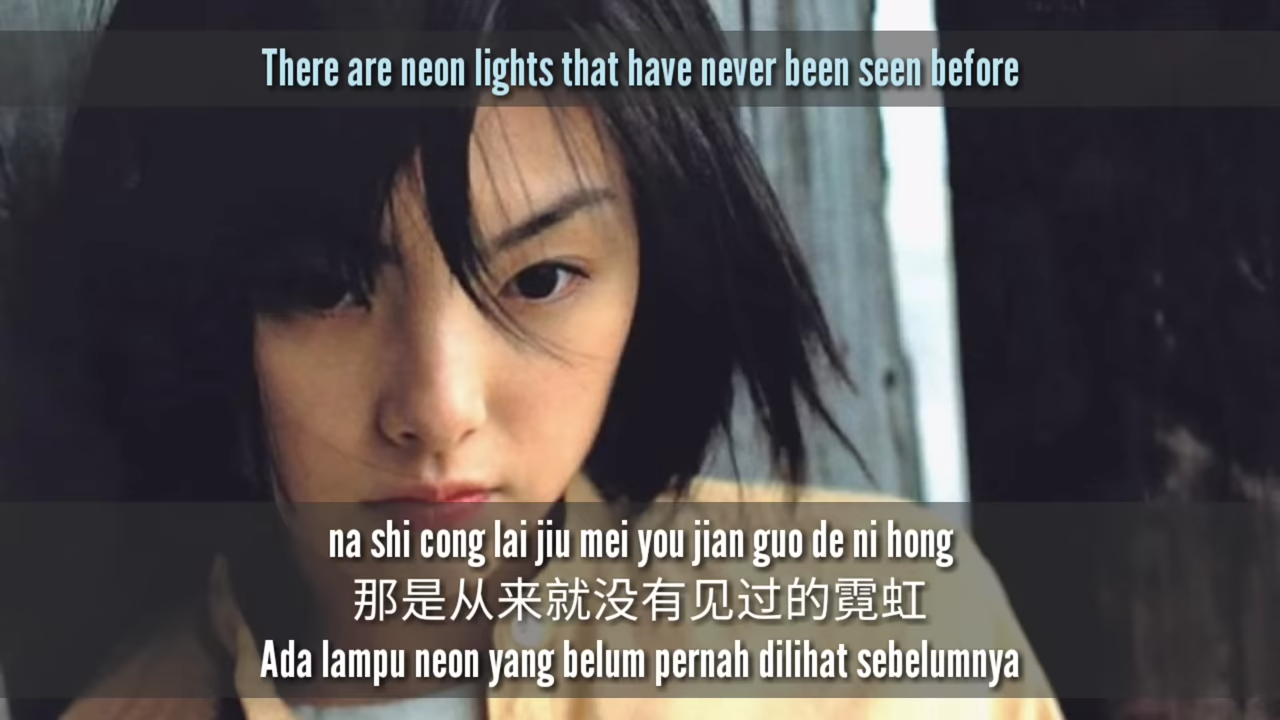 There are neon lights that have never been seen before
na shi cong lai jiu mei you jian guo de ni hong
那是从来就没有见过的霓虹
Ada lampu neon yang belum pernah dilihat sebelumnya